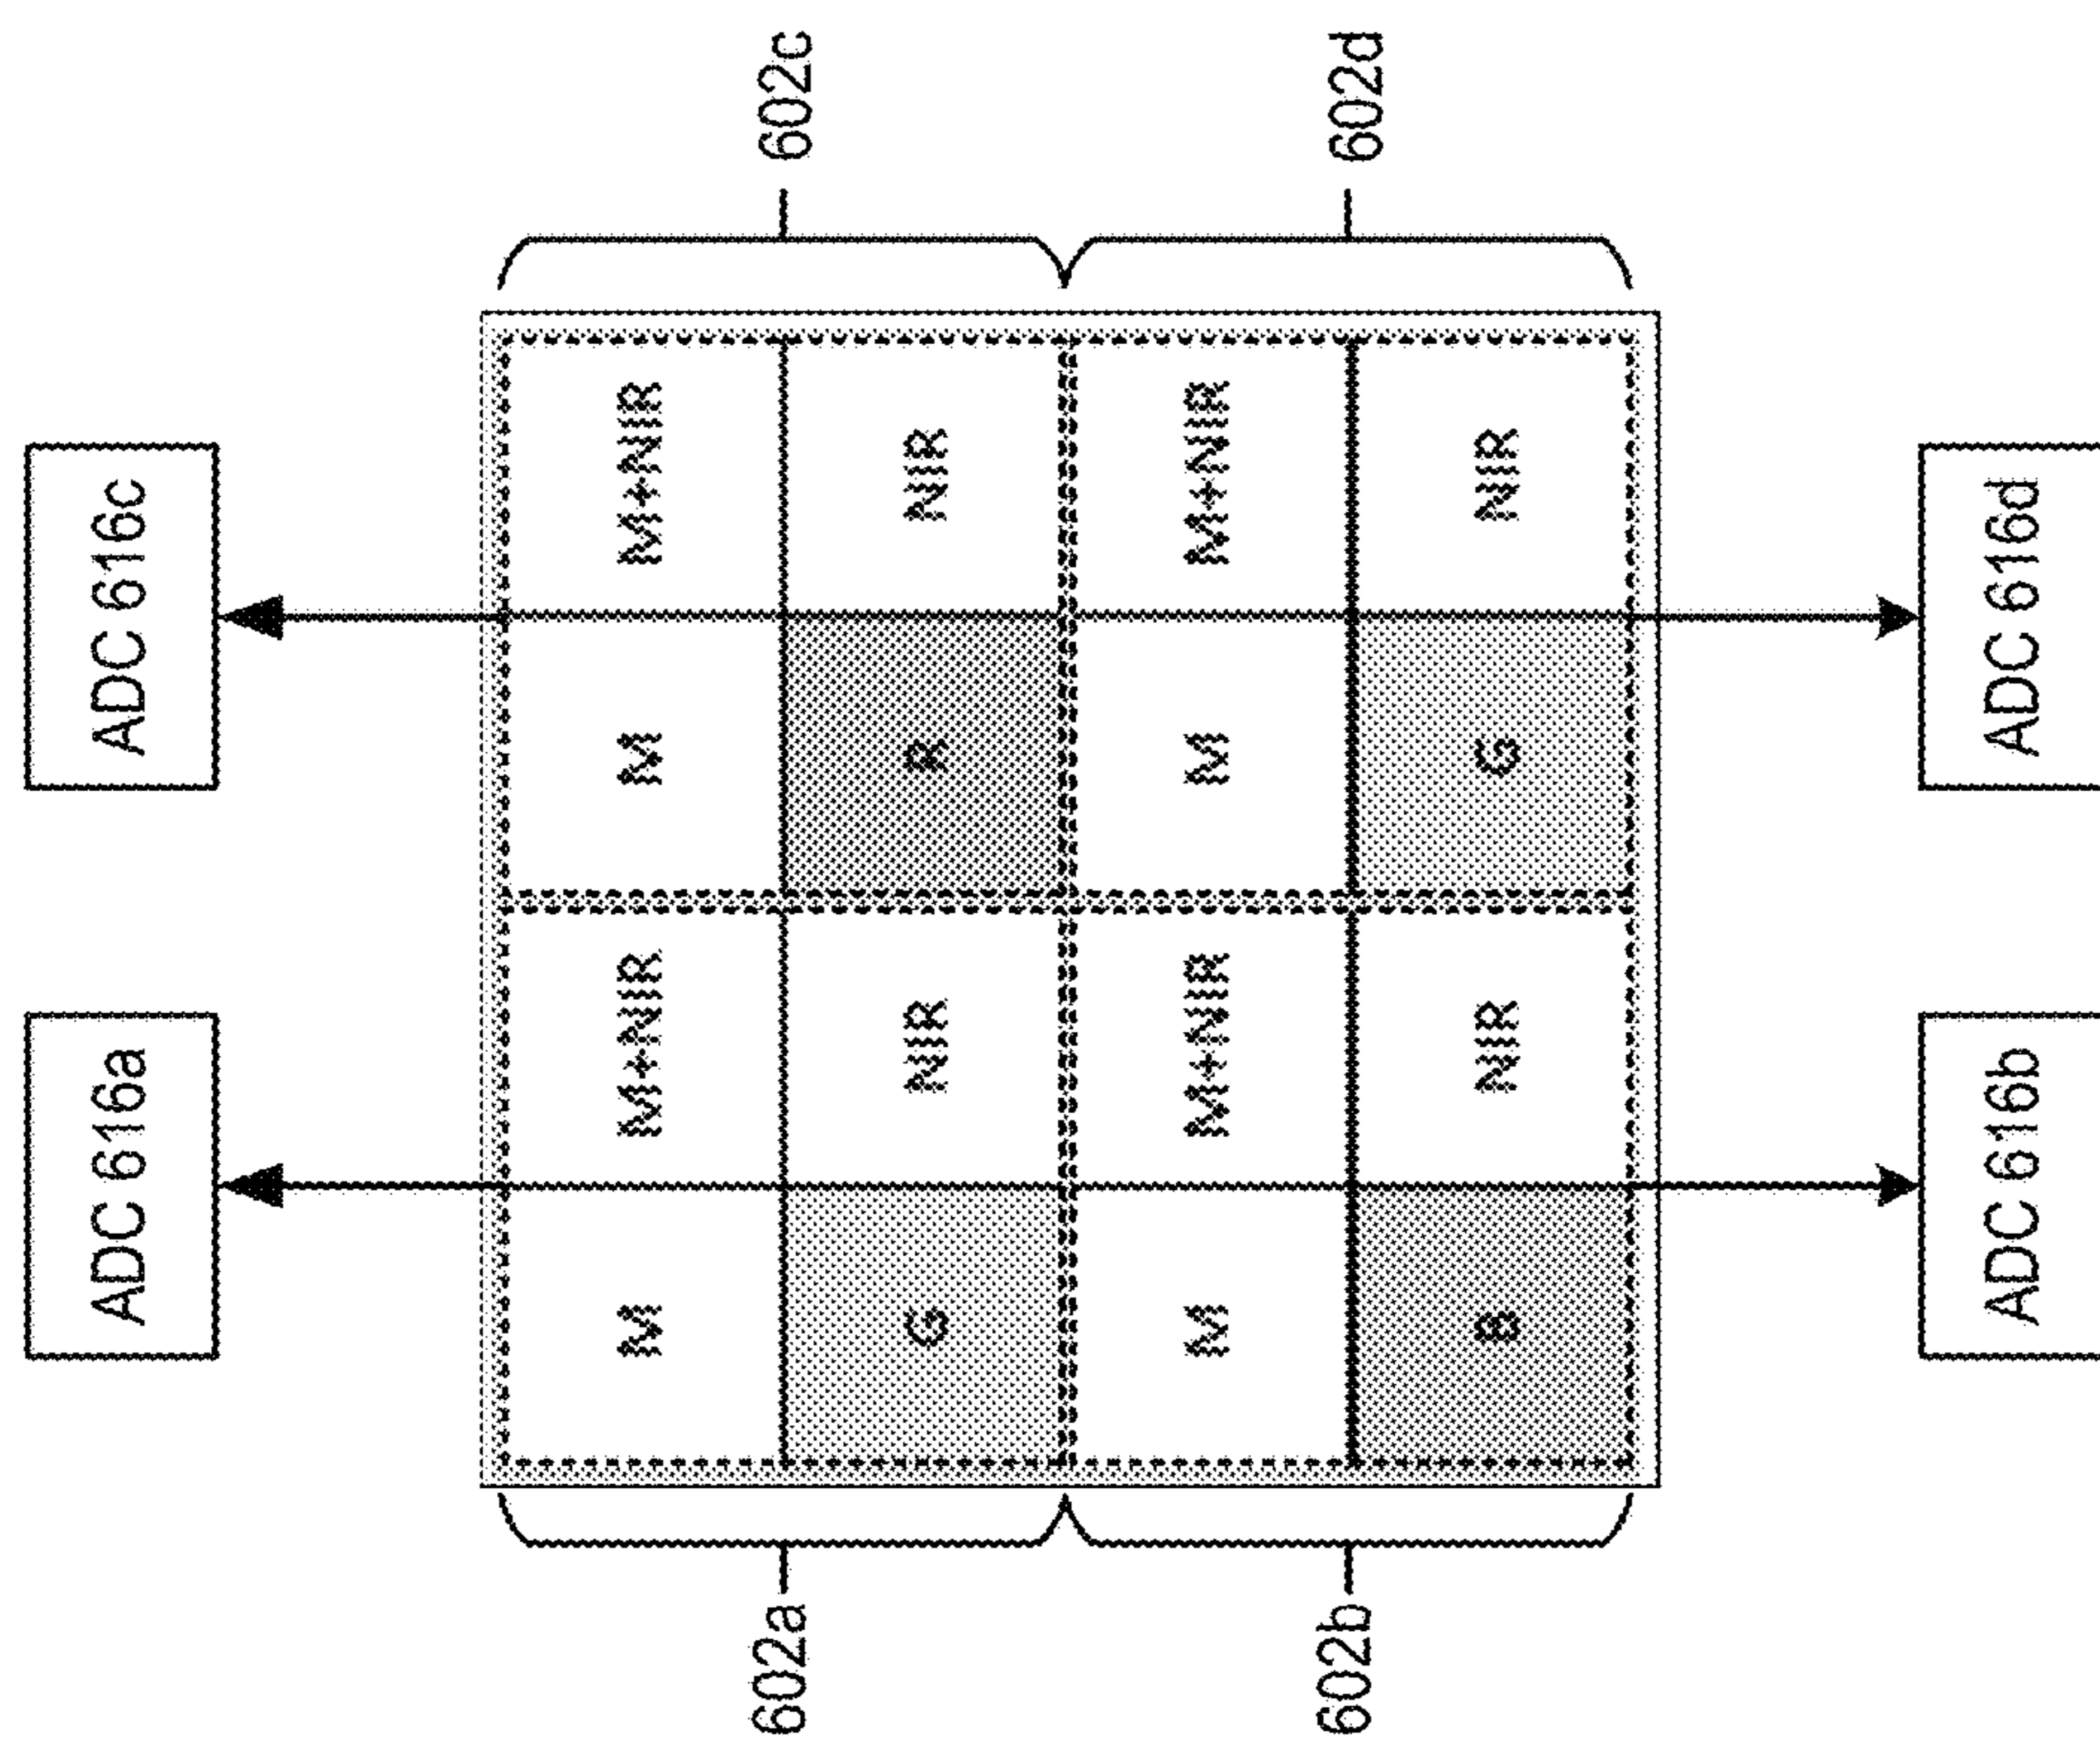 ADC 616a
ADC 616c
M M+NIR M M+NIR
602a
602c
G NIR R NIR
M M+NIR M M+NIR
602b
602d
B NIR G NIR
ADC 616b
ADC 616d